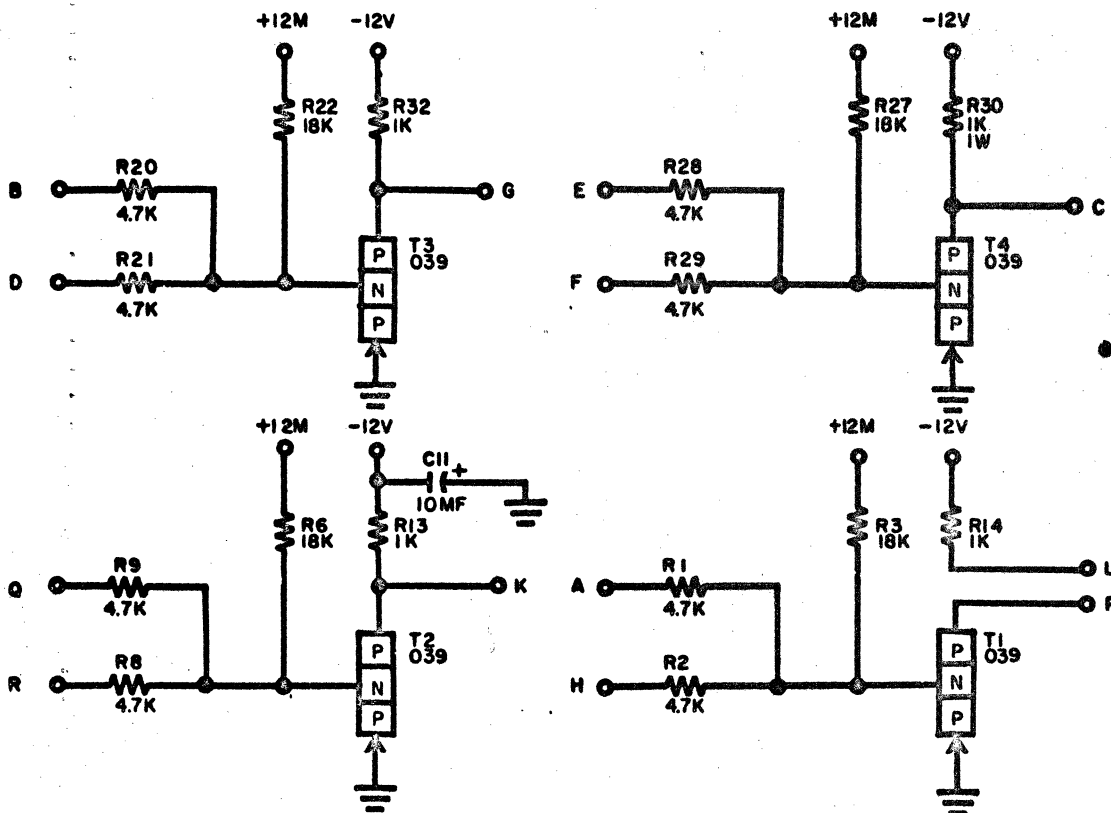 +12M
-12V
R22
18K
R32
1K
R20
B
4.7K
G
R21
D
4.7K
T3
039
P
N
P
+12M
-12V
R27
18K
R30
1K
1W
R28
E
4.7K
C
R29
F
4.7K
T4
039
P
N
P
+12M
-12V
C11
+
10MF
R6
18K
R13
1K
R9
Q
4.7K
K
R8
R
4.7K
T2
039
P
N
P
+12M
-12V
R3
18K
R14
1K
L
R1
A
4.7K
R2
H
4.7K
T1
039
P
N
P